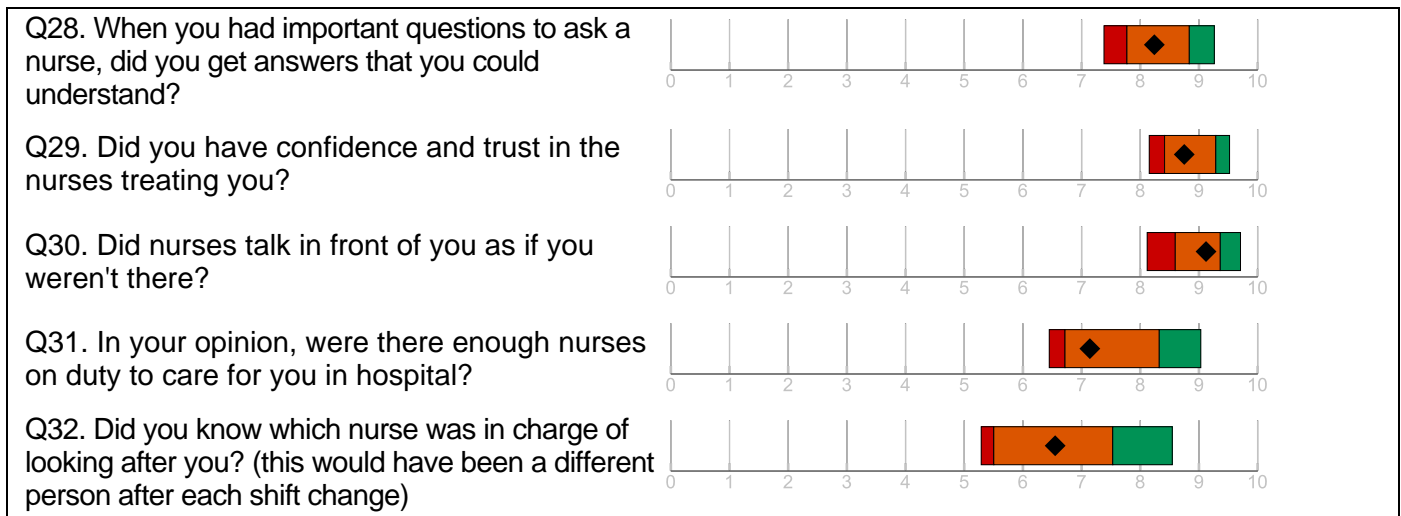 Q28. When you had important questions to ask a
nurse, did you get answers that you could
understand?
0 1 2 3 4 5 6 7 8 9 10
Q29. Did you have confidence and trust in the
nurses treating you?
0 1 2 3 4 5 6 7 8 9 10
Q30. Did nurses talk in front of you as if you
weren't there?
0 1 2 3 4 5 6 7 8 9 10
Q31. In your opinion, were there enough nurses
on duty to care for you in hospital?
0 1 2 3 4 5 6 7 8 9 10
Q32. Did you know which nurse was in charge of
looking after you? (this would have been a different
person after each shift change)
0 1 2 3 4 5 6 7 8 9 10